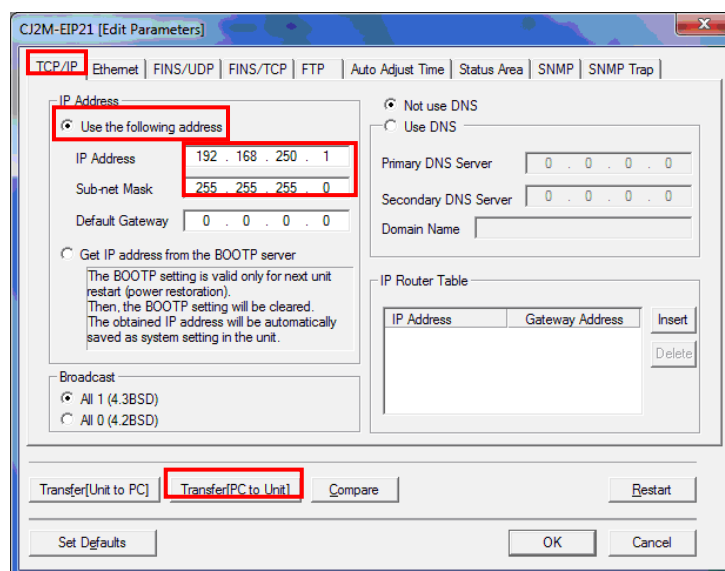 CJ2M-EIP21 [Edit Parameters]
TCP/IP Ethernet FINS/UDP FINS/TCP FTP Auto Adjust Time Status Area SNMP SNMP Trap
IP Address
Use the following address
IP Address 192 . 168 . 250 . 1
Sub-net Mask 255 . 255 . 255 . 0
Default Gateway 0 . 0 . 0 . 0
Get IP address from the BOOTP server
The BOOTP setting is valid only for next unit
restart (power restoration).
Then, the BOOTP setting will be cleared.
The obtained IP address will be automatically
saved as system setting in the unit.
Broadcast
All 1 (4.3BSD)
All 0 (4.2BSD)
Not use DNS
Use DNS
Primary DNS Server 0 . 0 . 0 . 0
Secondary DNS Server 0 . 0 . 0 . 0
Domain Name
IP Router Table
IP Address Gateway Address
Insert
Delete
Transfer[Unit to PC] Transfer[PC to Unit] Compare Restart
Set Defaults OK Cancel